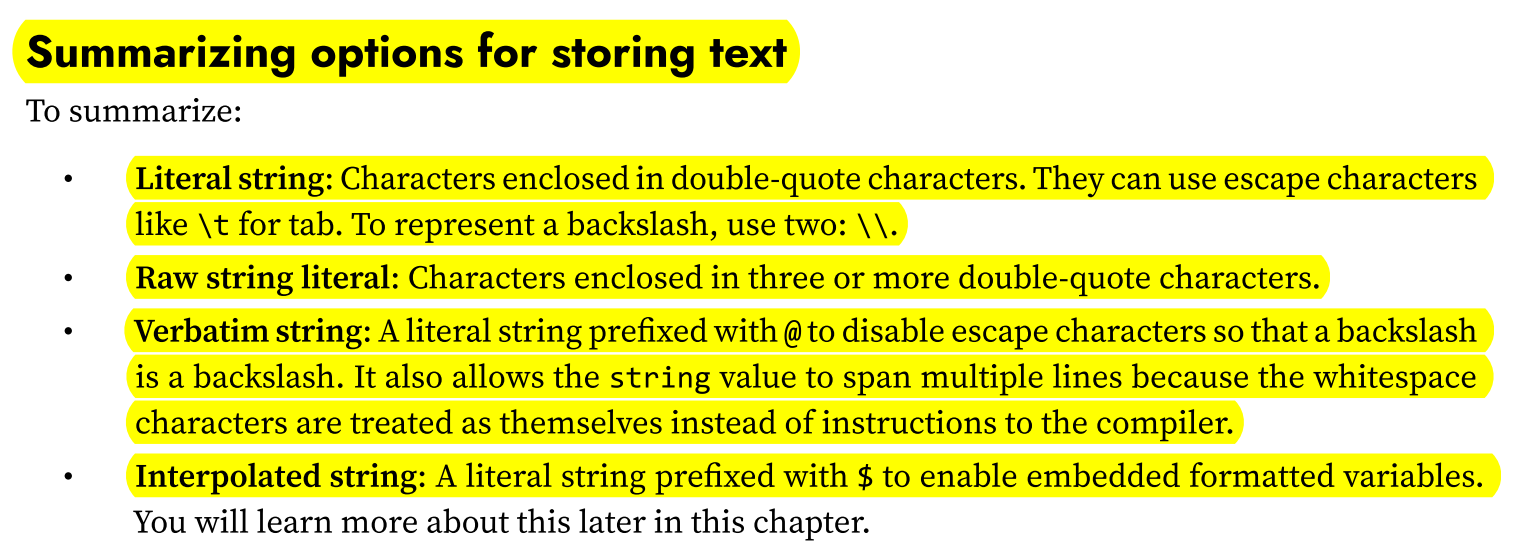 Summarizing options for storing text
To summarize:
• Literal string: Characters enclosed in double-quote characters. They can use escape characters
like \t for tab. To represent a backslash, use two: \\.
• Raw string literal: Characters enclosed in three or more double-quote characters.
• Verbatim string: A literal string prefixed with @ to disable escape characters so that a backslash
is a backslash. It also allows the string value to span multiple lines because the whitespace
characters are treated as themselves instead of instructions to the compiler.
• Interpolated string: A literal string prefixed with $ to enable embedded formatted variables.
You will learn more about this later in this chapter.